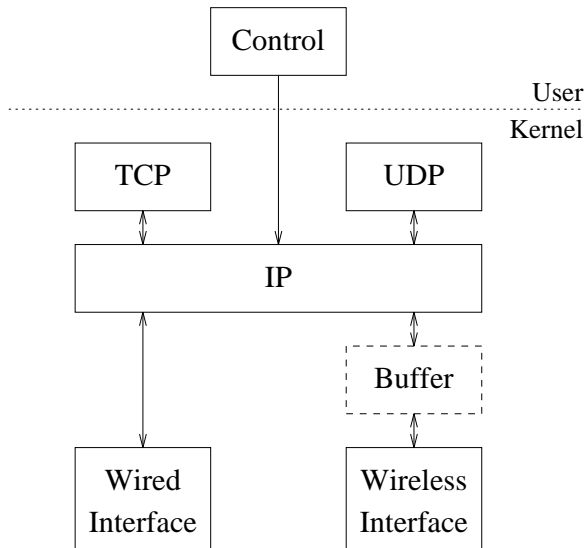 Control
User
Kernel
TCP
UDP
IP
Buffer
Wired
Interface
Wireless
Interface